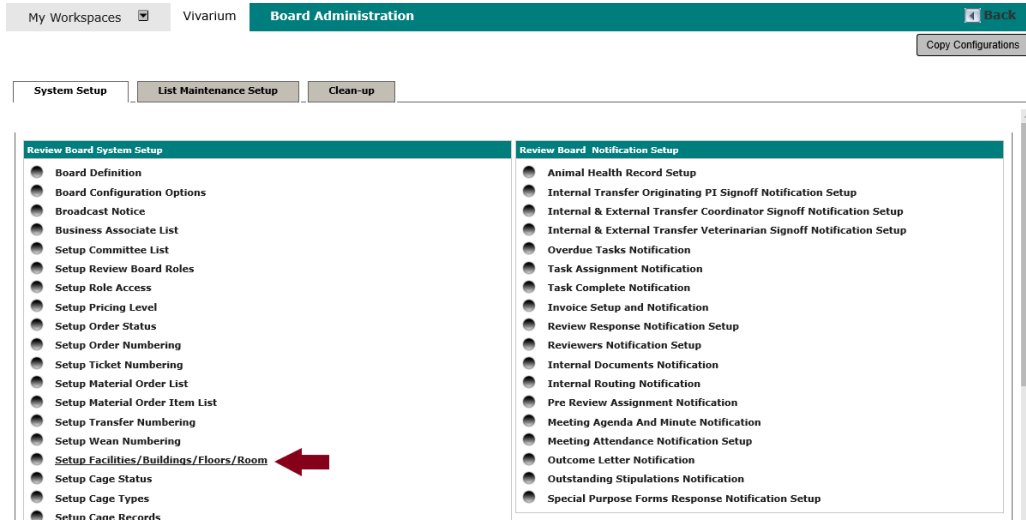 My Workspaces Vivarium Board Administration Back
Copy Configurations
System Setup List Maintenance Setup Clean-up
Review Board System Setup
Board Definition
Board Configuration Options
Broadcast Notice
Business Associate List
Setup Committee List
Setup Review Board Roles
Setup Role Access
Setup Pricing Level
Setup Order Status
Setup Order Numbering
Setup Ticket Numbering
Setup Material Order List
Setup Material Order Item List
Setup Transfer Numbering
Setup Wean Numbering
Setup Facilities/Buildings/Floors/Room
Setup Cage Status
Setup Cage Types
Setup Cage Records
Review Board Notification Setup
Animal Health Record Setup
Internal Transfer Originating PI Signoff Notification Setup
Internal & External Transfer Coordinator Signoff Notification Setup
Internal & External Transfer Veterinarian Signoff Notification Setup
Overdue Tasks Notification
Task Assignment Notification
Task Complete Notification
Invoice Setup and Notification
Review Response Notification Setup
Reviewers Notification Setup
Internal Documents Notification
Internal Routing Notification
Pre Review Assignment Notification
Meeting Agenda And Minute Notification
Meeting Attendance Notification Setup
Outcome Letter Notification
Outstanding Stipulations Notification
Special Purpose Forms Response Notification Setup